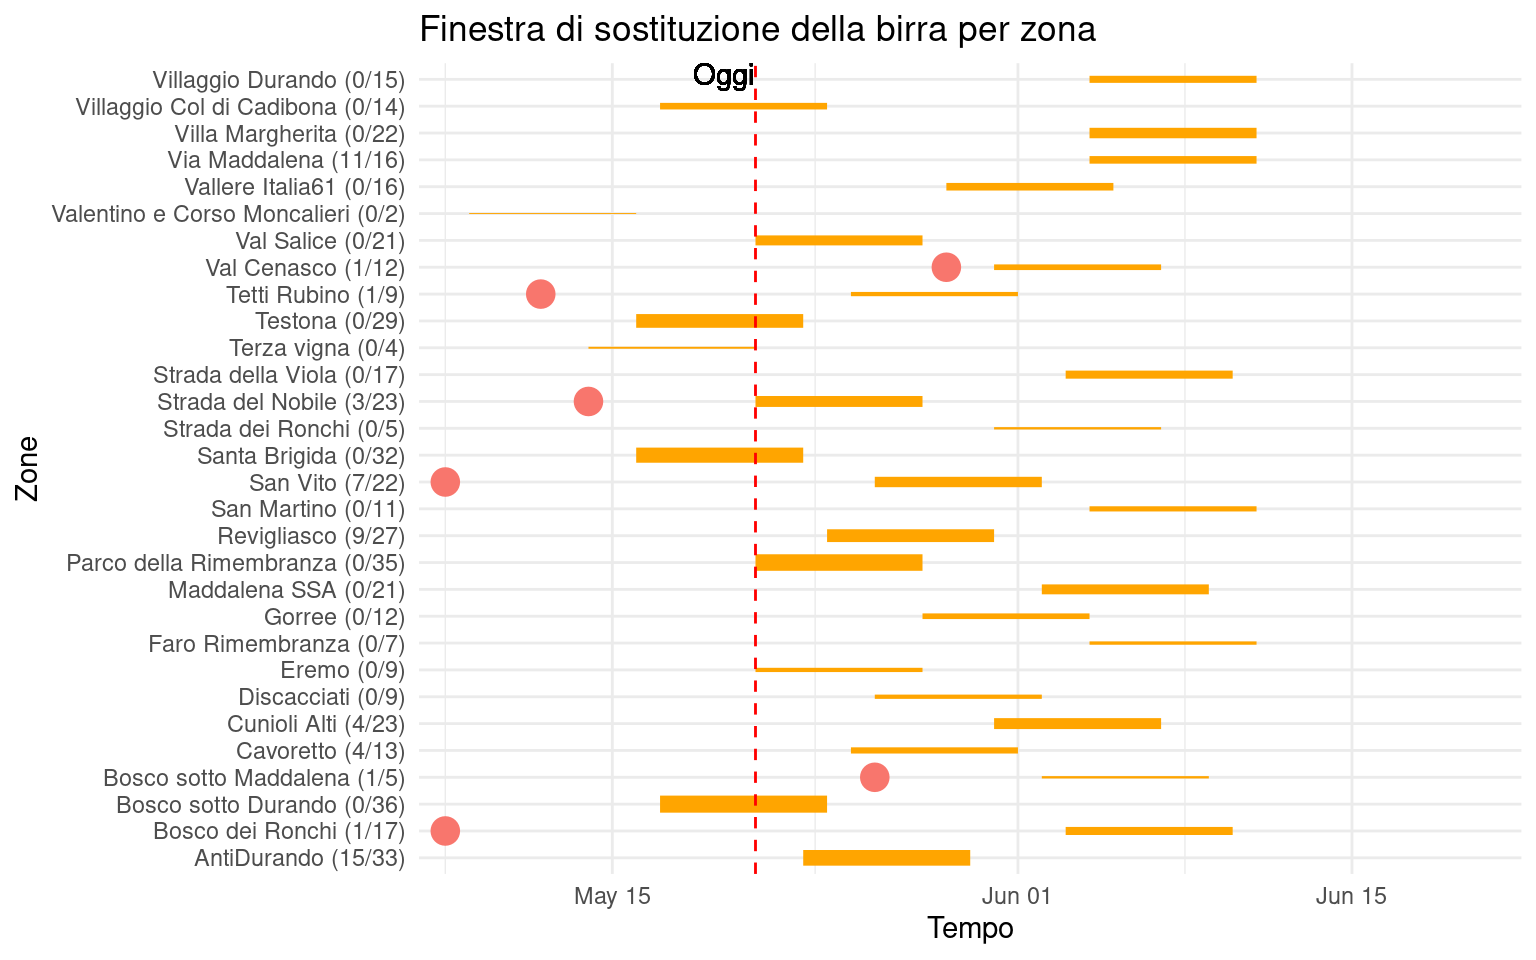 Finestra di sostituzione della birra per zona
Oggi
Villaggio Durando (0/15)
Villaggio Col di Cadibona (0/14)
Villa Margherita (0/22)
Via Maddalena (11/16)
Vallere Italia61 (0/16)
Valentino e Corso Moncalieri (0/2)
Val Salice (0/21)
Val Cenasco (1/12)
Tetti Rubino (1/9)
Testona (0/29)
Terza vigna (0/4)
Strada della Viola (0/17)
Strada del Nobile (3/23)
Strada dei Ronchi (0/5)
Santa Brigida (0/32)
San Vito (7/22)
San Martino (0/11)
Revigliasco (9/27)
Parco della Rimembranza (0/35)
Maddalena SSA (0/21)
Gorree (0/12)
Faro Rimembranza (0/7)
Eremo (0/9)
Discacciati (0/9)
Cunioli Alti (4/23)
Cavoretto (4/13)
Bosco sotto Maddalena (1/5)
Bosco sotto Durando (0/36)
Bosco dei Ronchi (1/17)
AntiDurando (15/33)
Zone
May 15
Jun 01
Jun 15
Tempo